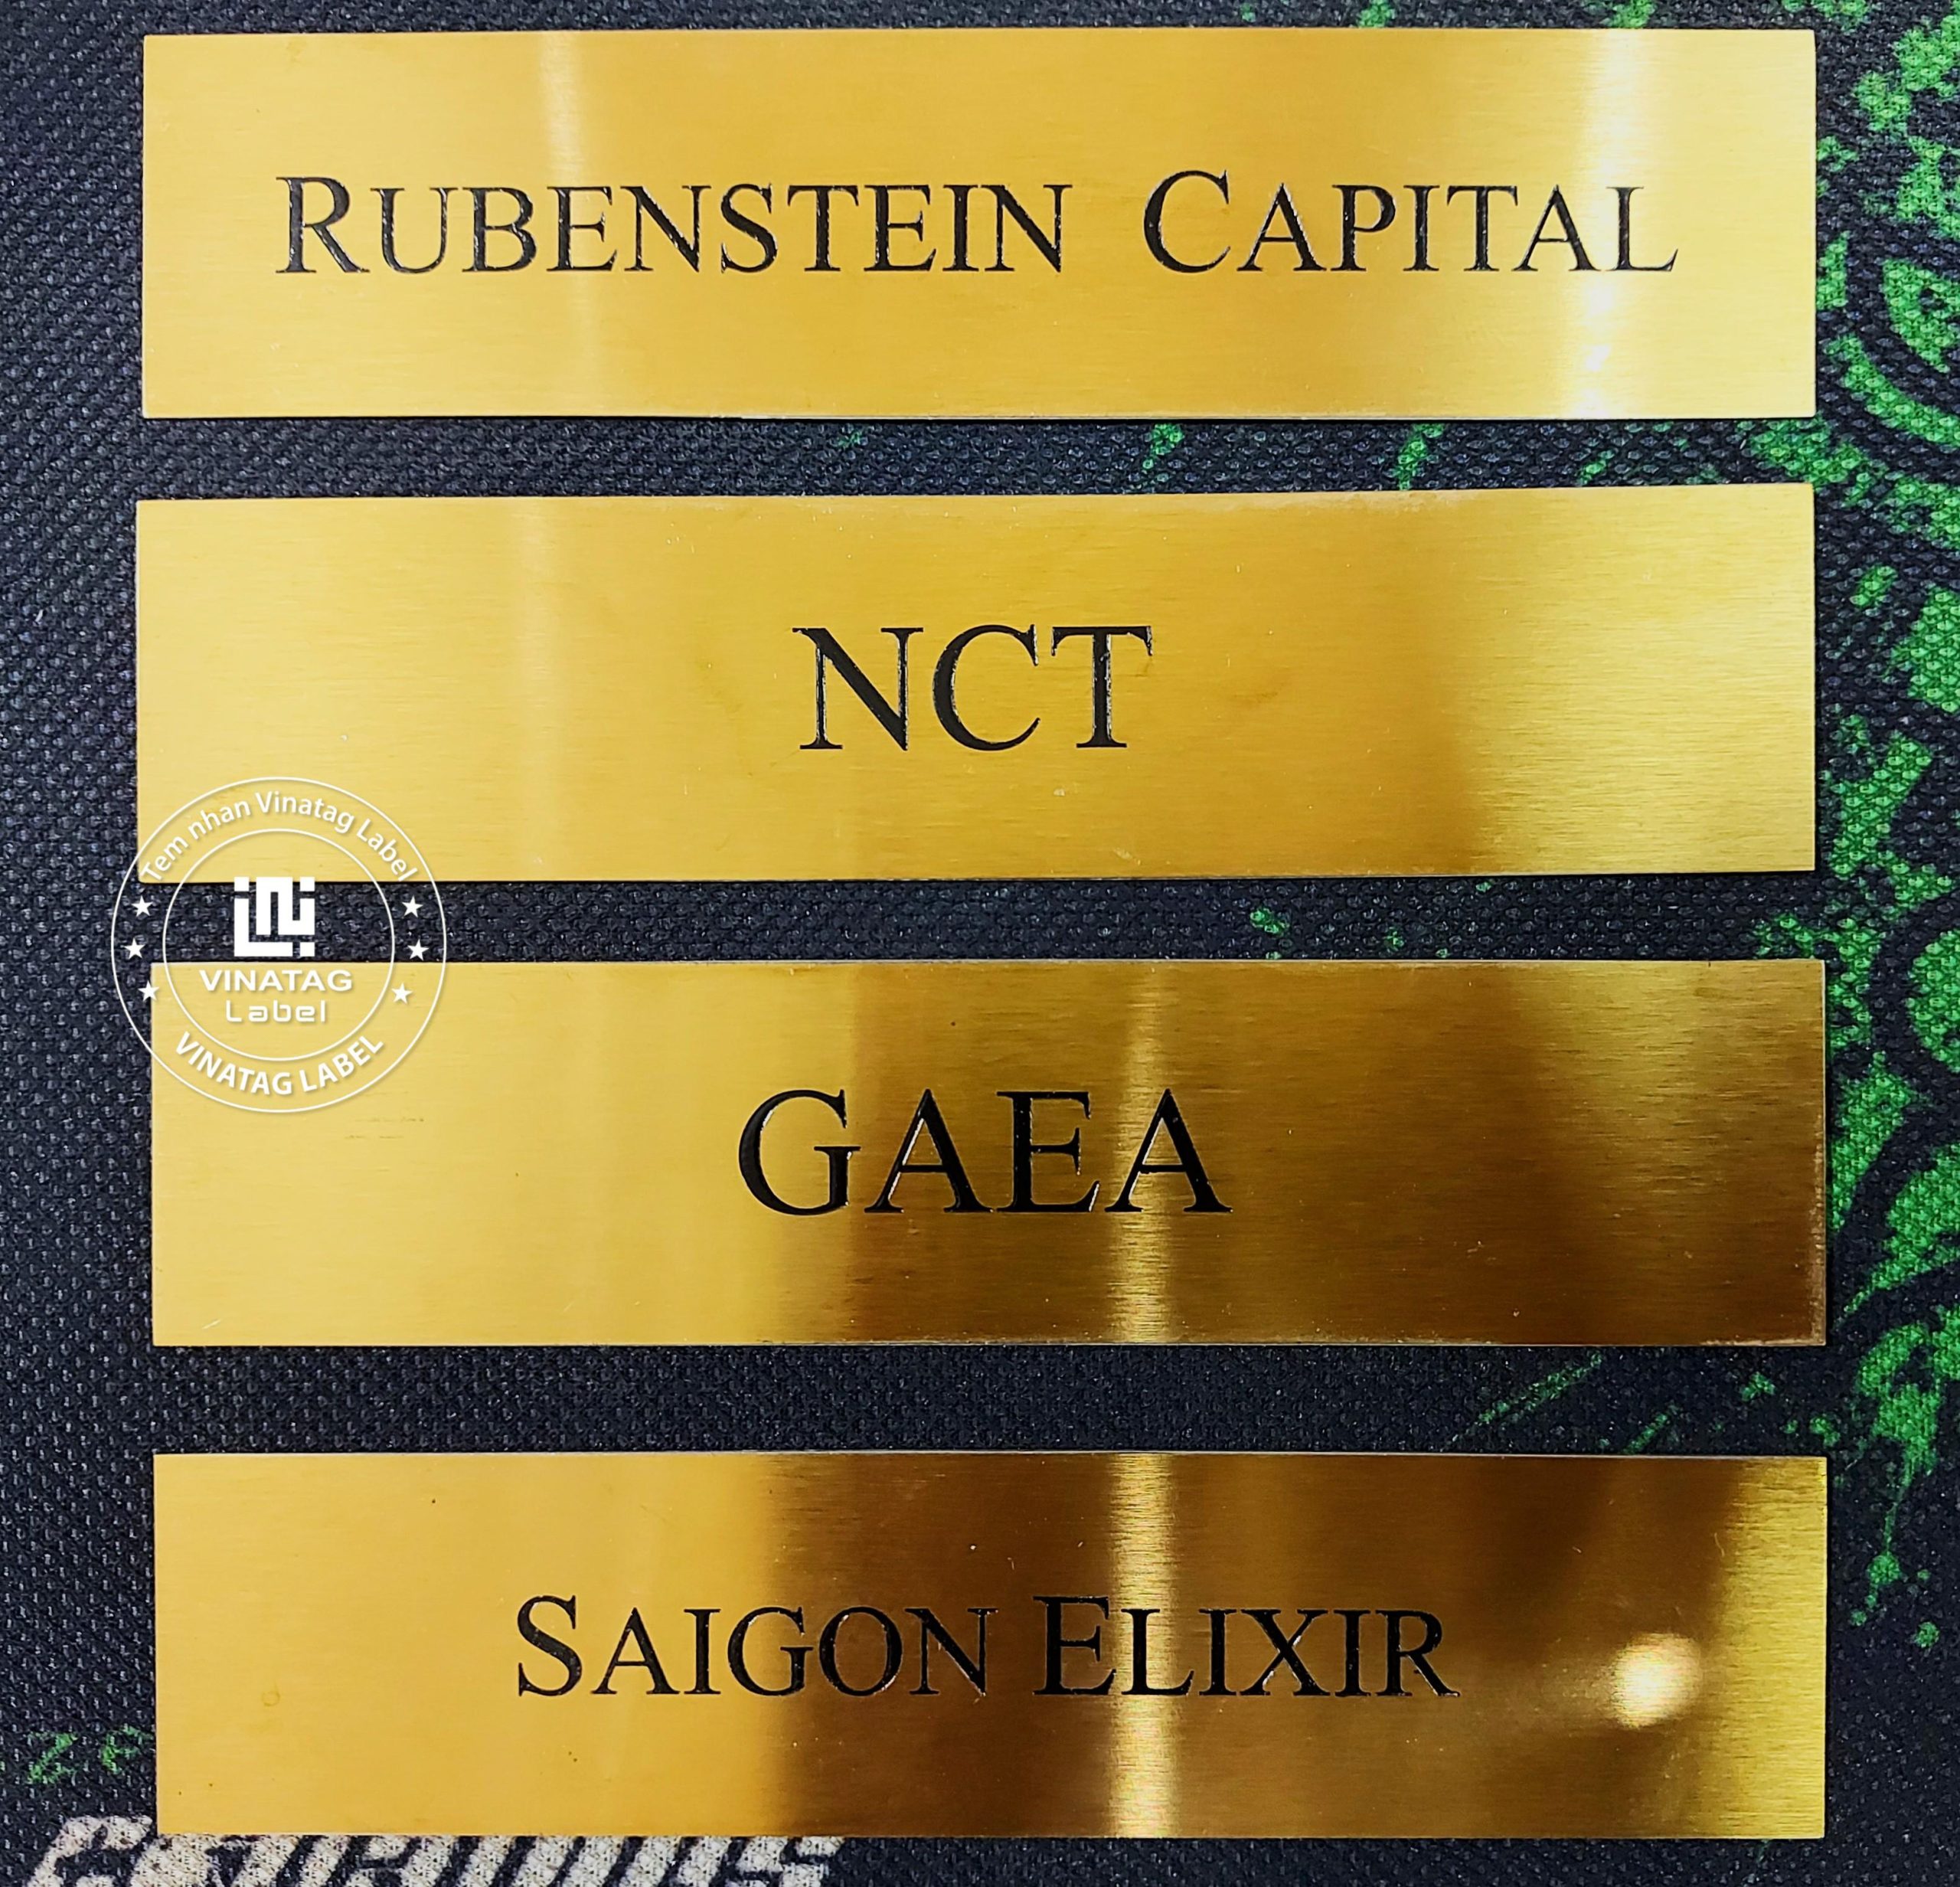 RUBENSTEIN CAPITAL
NCT
Tem nhan Vinatag Label
VINATAG
Label
VINATAG LABEL
GAEA
SAIGON ELIXIR